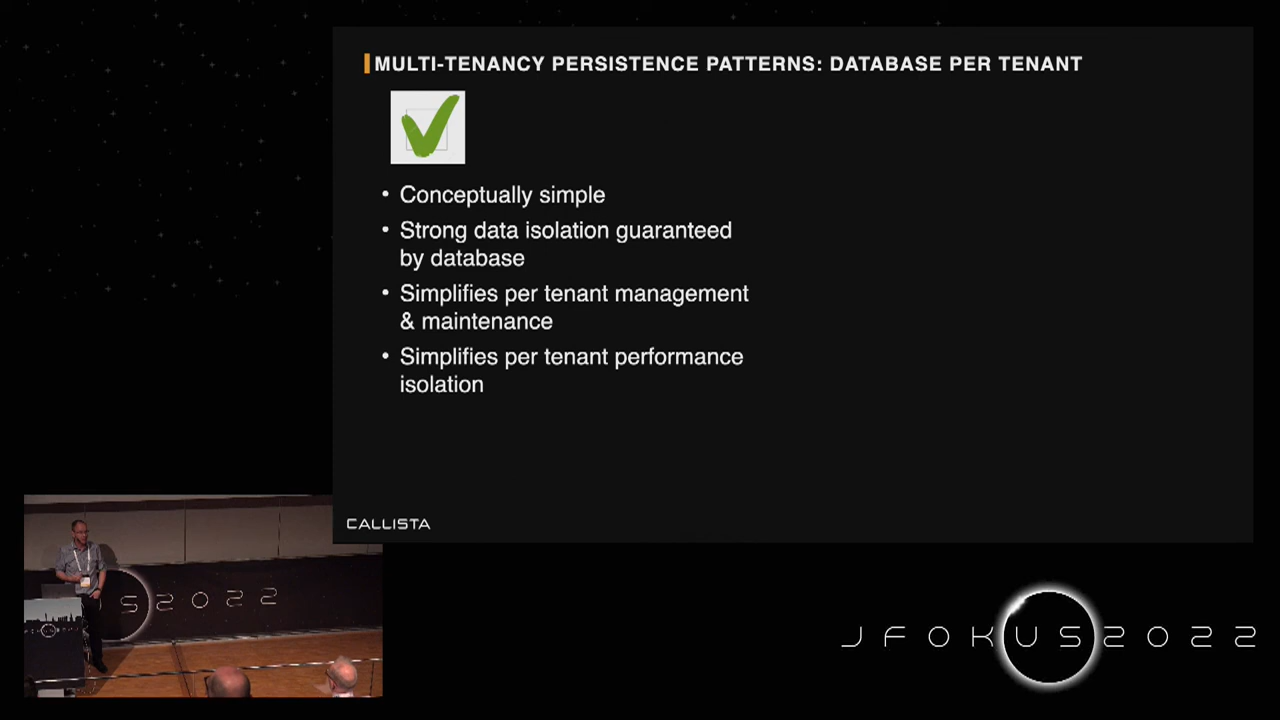 MULTI-TENANCY PERSISTENCE PATTERNS: DATABASE PER TENANT
• Conceptually simple
• Strong data isolation guaranteed
by database
• Simplifies per tenant management
& maintenance
• Simplifies per tenant performance
isolation
CALLISTA
S2022
JFOKUS2022